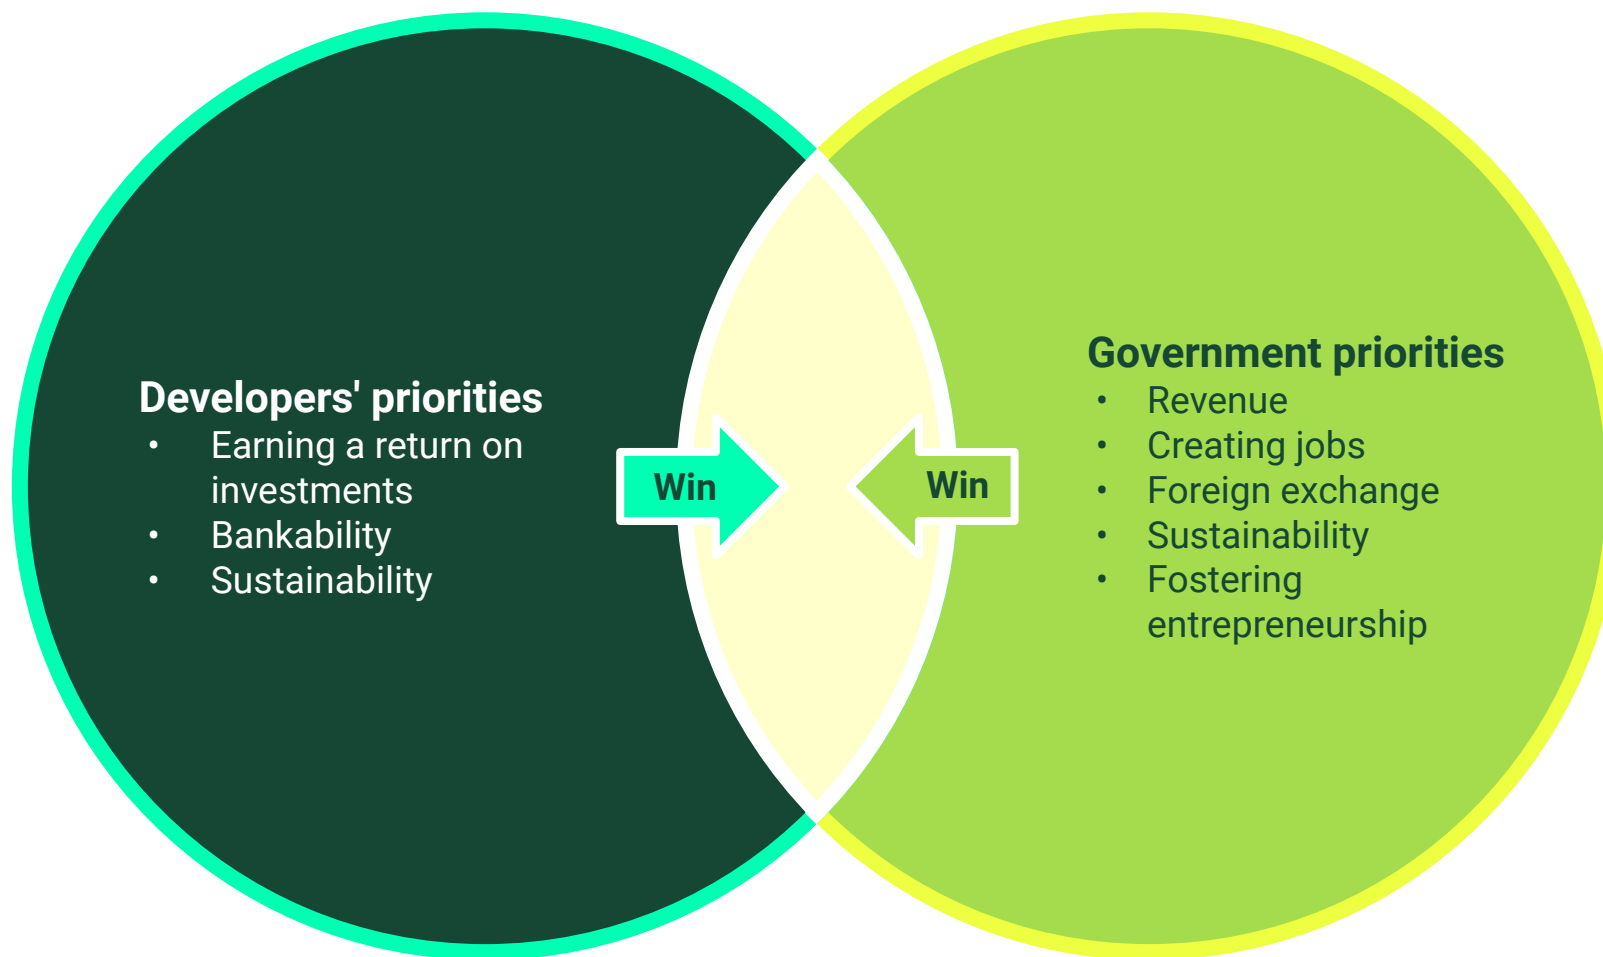 Developers' priorities
• Earning a return on
investments
• Bankability
• Sustainability
Win
Win
Government priorities
• Revenue
• Creating jobs
• Foreign exchange
• Sustainability
• Fostering
entrepreneurship